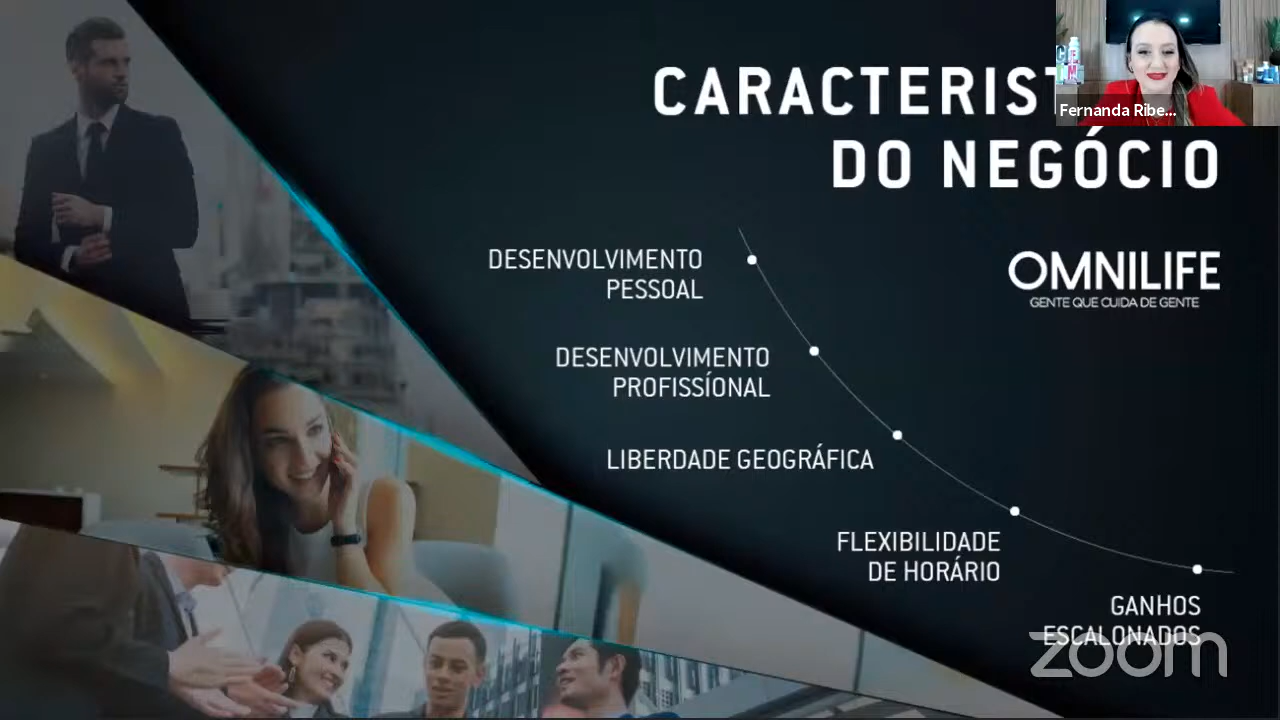 CARACTERIST
DO NEGÓCIO
Fernanda Ribe...
OMNILIFE
GENTE QUE CUIDA DE GENTE
DESENVOLVIMENTO
PESSOAL
DESENVOLVIMENTO
PROFISSÍONAL
LIBERDADE GEOGRÁFICA
FLEXIBILIDADE
DE HORÁRIO
GANHOS
ESCALONADOS
zoom